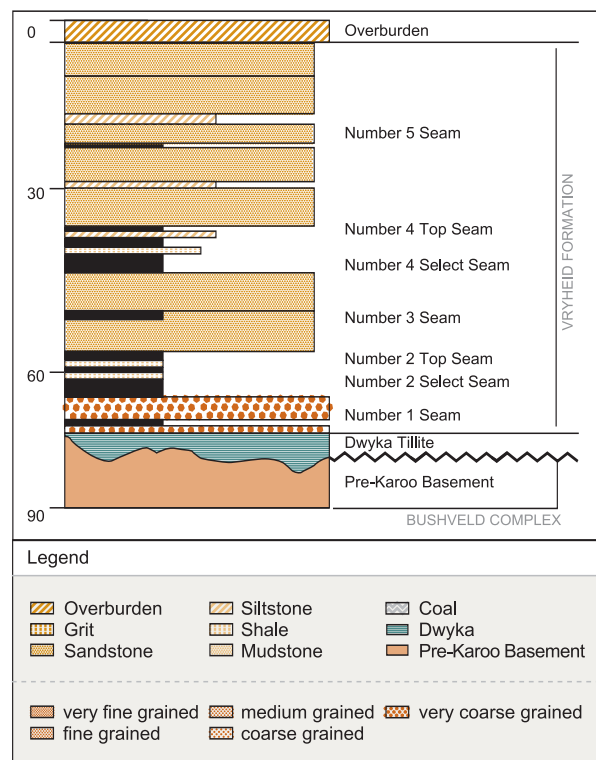 0
Overburden
Number 5 Seam
30
Number 4 Top Seam
Number 4 Select Seam
Number 3 Seam
60
Number 2 Top Seam
Number 2 Select Seam
Number 1 Seam
Dwyka Tillite
Pre-Karoo Basement
90
BUSHVELD COMPLEX
VRYHEID FORMATION
Legend
Overburden
Siltstone
Coal
Grit
Shale
Dwyka
Sandstone
Mudstone
Pre-Karoo Basement
very fine grained
medium grained
very coarse grained
fine grained
coarse grained